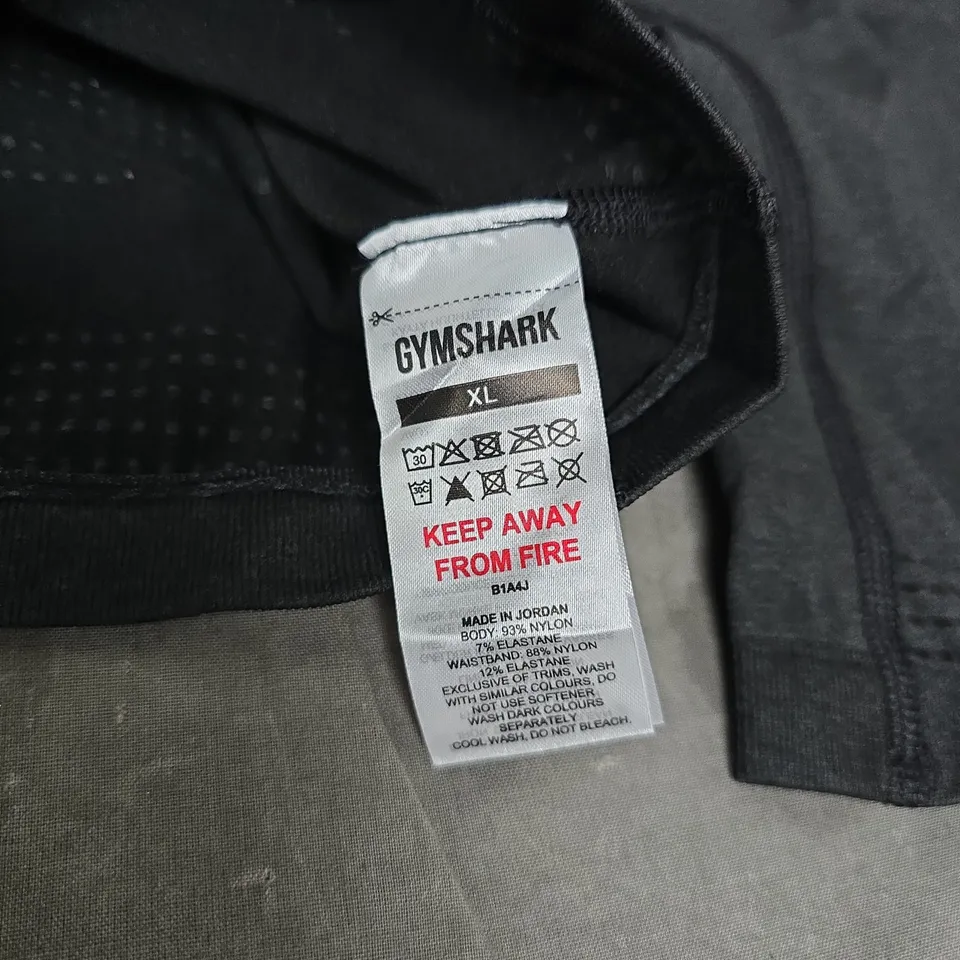 GYMSHARK
XL
30
30C
KEEP AWAY
FROM FIRE
B1A4J
MADE IN JORDAN
BODY: 93% NYLON
7% ELASTANE
WAISTBAND: 88% NYLON
12% ELASTANE
EXCLUSIVE OF TRIMS, WASH
WITH SIMILAR COLOURS, DO
NOT USE SOFTENER
WASH DARK COLOURS
SEPARATELY
COOL WASH, DO NOT BLEACH.